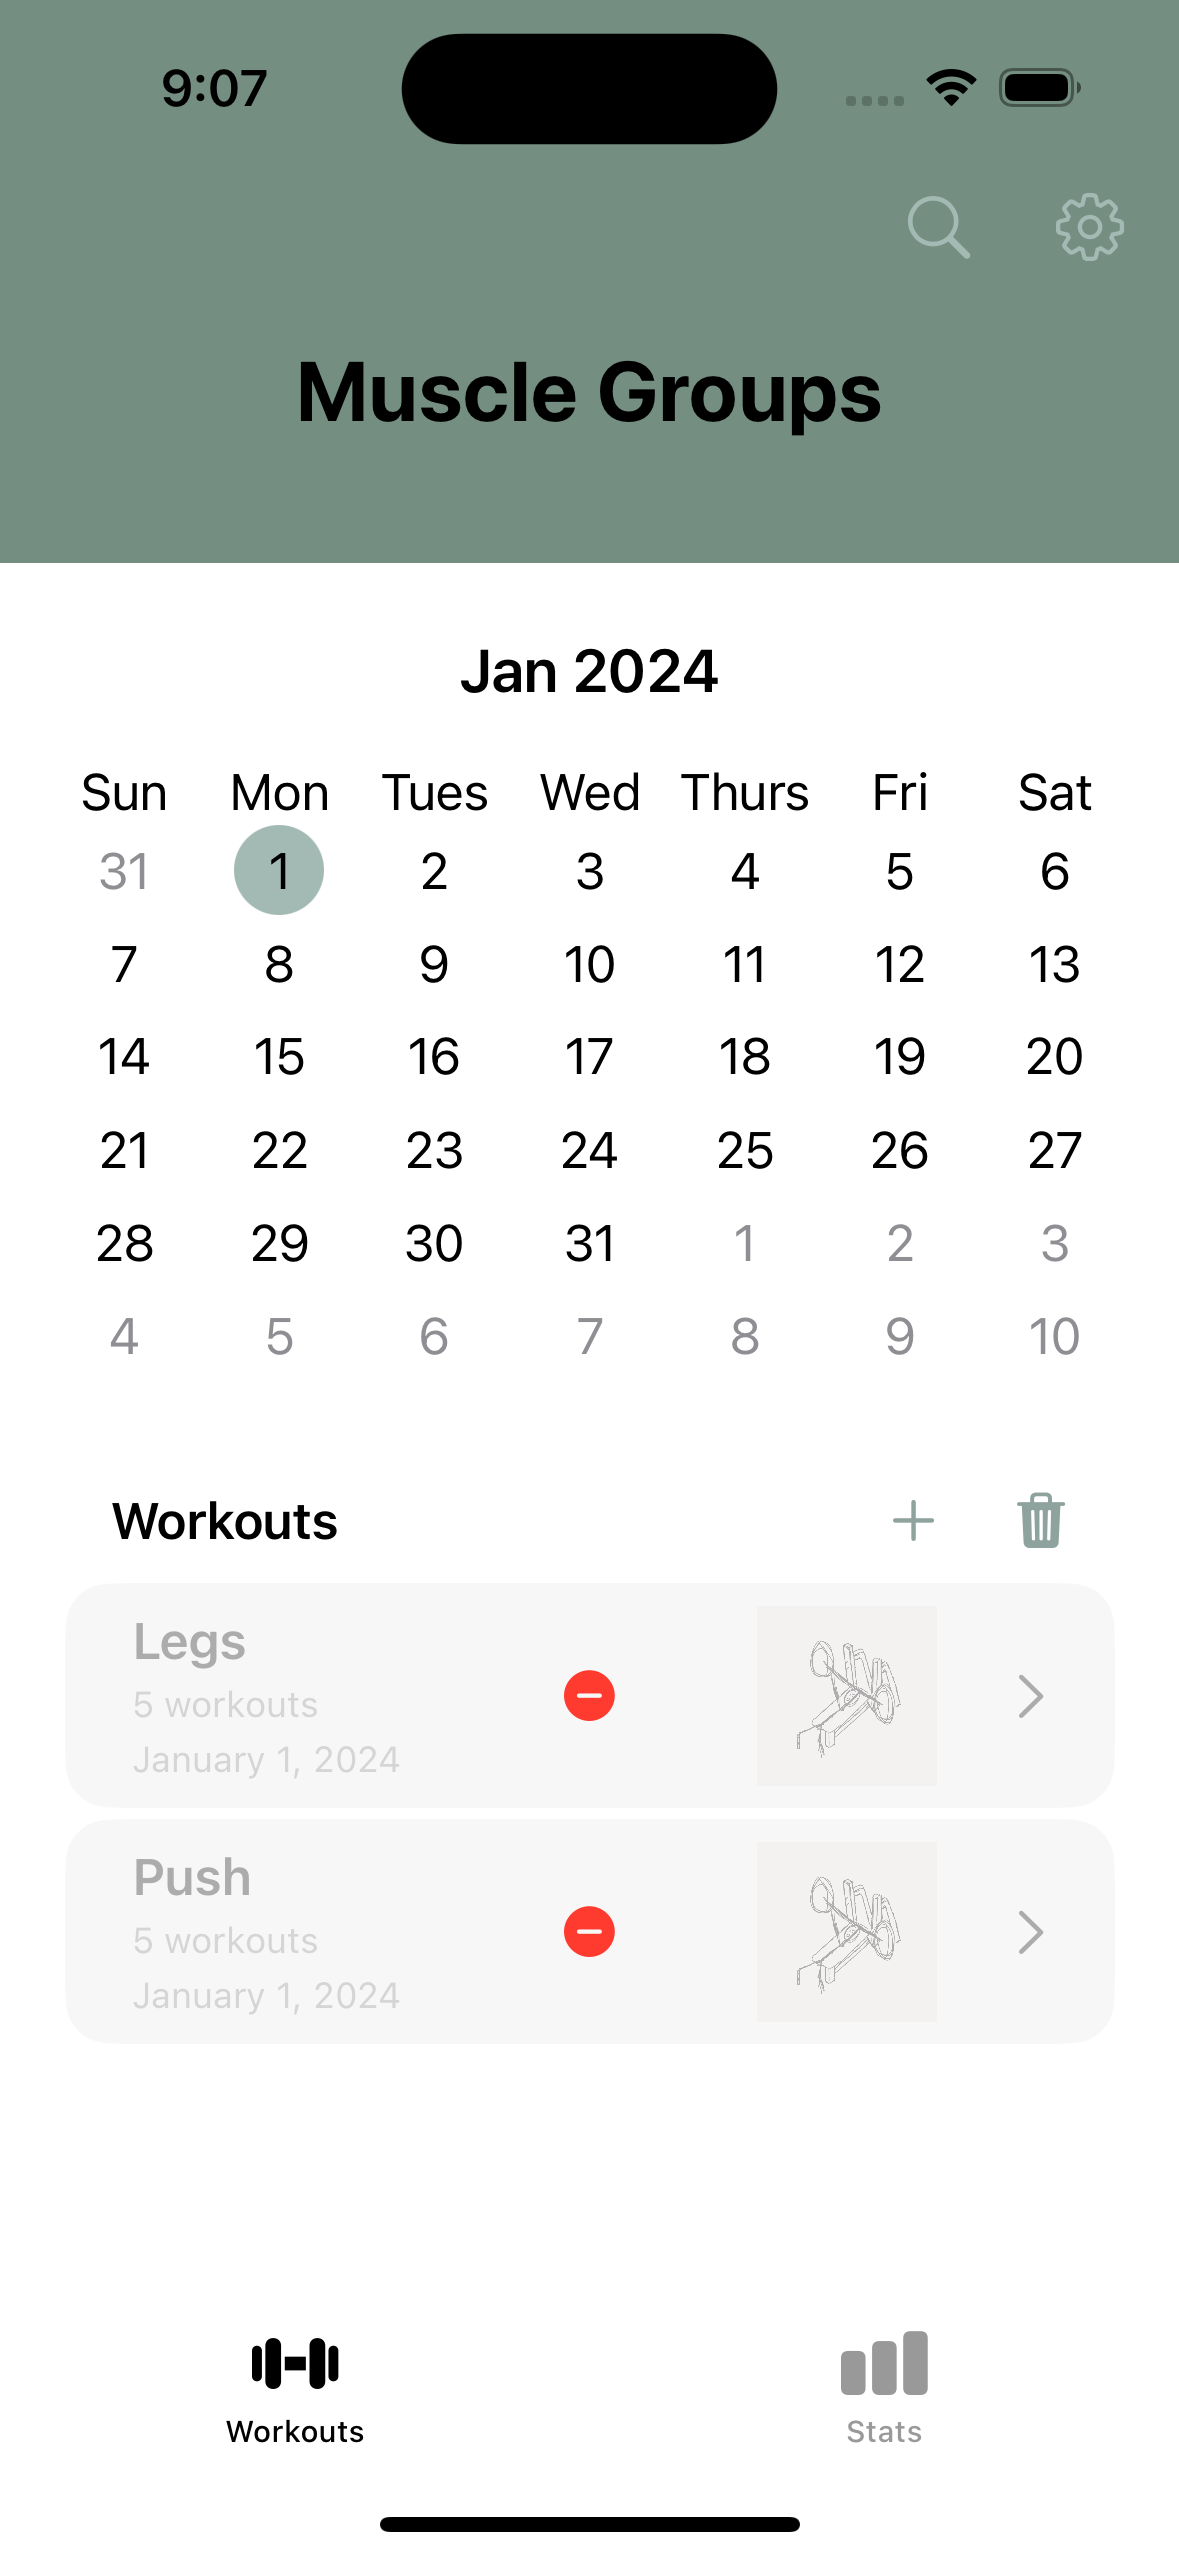 9:07
Muscle Groups
Jan 2024
Sun Mon Tues Wed Thurs Fri Sat
31 1 2 3 4 5 6
7 8 9 10 11 12 13
14 15 16 17 18 19 20
21 22 23 24 25 26 27
28 29 30 31 1 2 3
4 5 6 7 8 9 10
Workouts
Legs
5 workouts
January 1, 2024
Push
5 workouts
January 1, 2024
Workouts Stats